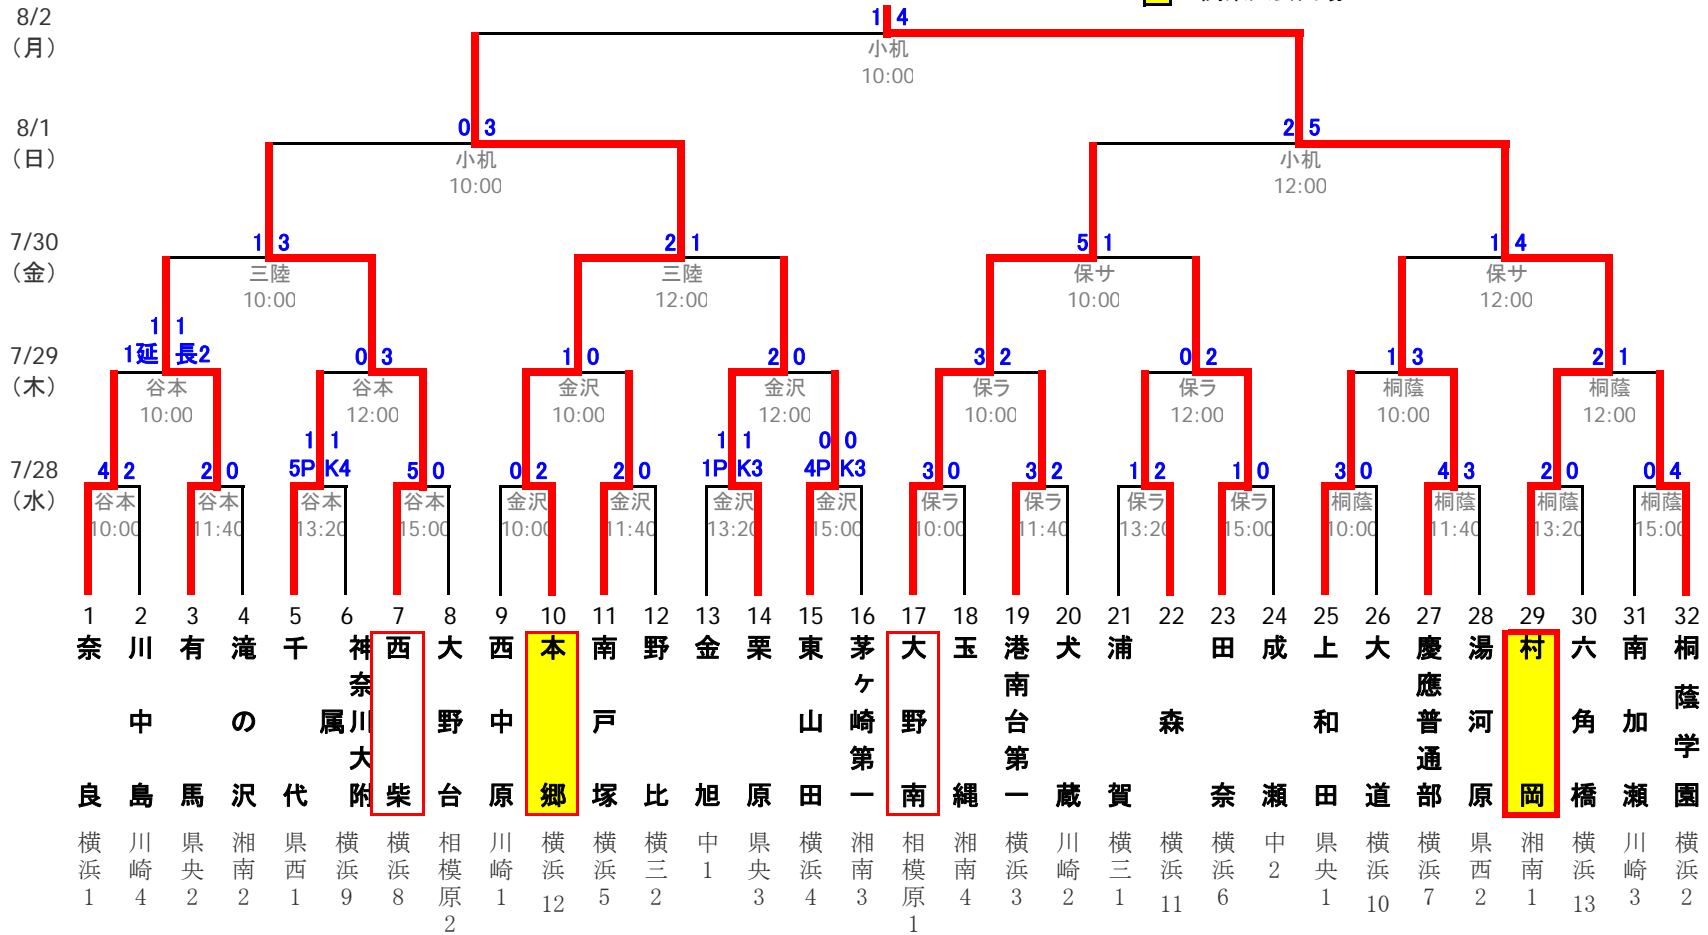 8/2
（月）
1 4
小机
10:00
8/1
（日）
0 3
2 5
小机
10:00
小机
12:00
7/30
（金）
1 3
2 1
5 1
1 4
三陸
10:00
三陸
12:00
保サ
10:00
保サ
12:00
7/29
（木）
1 1
1延 長2
0 3
1 0
2 0
3 2
0 2
1 3
2 1
谷本
10:00
谷本
12:00
金沢
10:00
金沢
12:00
保ラ
10:00
保ラ
12:00
桐蔭
10:00
桐蔭
12:00
7/28
（水）
4 2
2 0
1 1
5P K4
5 0
0 2
2 0
1 1
1P K3
0 0
4P K3
3 0
3 2
1 2
1 0
3 0
4 3
2 0
0 4
谷本
10:00
谷本
11:40
谷本
13:20
谷本
15:00
金沢
10:00
金沢
11:40
金沢
13:20
金沢
15:00
保ラ
10:00
保ラ
11:40
保ラ
13:20
保ラ
15:00
桐蔭
10:00
桐蔭
11:40
桐蔭
13:20
桐蔭
15:00
1 2 3 4 5 6 7 8 9 10 11 12 13 14 15 16 17 18 19 20 21 22 23 24 25 26 27 28 29 30 31 32
奈良
川中島
有馬
滝の沢
千代
神奈川大附属
西柴
大野台
西中原
本郷
南戸塚
野比
金旭
栗原
東山田
茅ケ崎第一
大野南
玉縄
港南台第一
犬蔵
浦賀
森
田奈
成瀬
上和田
大道
慶應普通部
湯河原
村岡
六角橋
南加瀬
桐蔭学園
横浜1
川崎4
県央2
湘南2
県西1
横浜9
横浜8
相模原2
川崎1
横浜12
横浜5
横三2
中1
県央3
横浜4
湘南3
相模原1
湘南4
横浜3
川崎2
横三1
横浜11
横浜6
中2
県央1
横浜10
横浜7
県西2
湘南1
横浜13
川崎3
横浜2